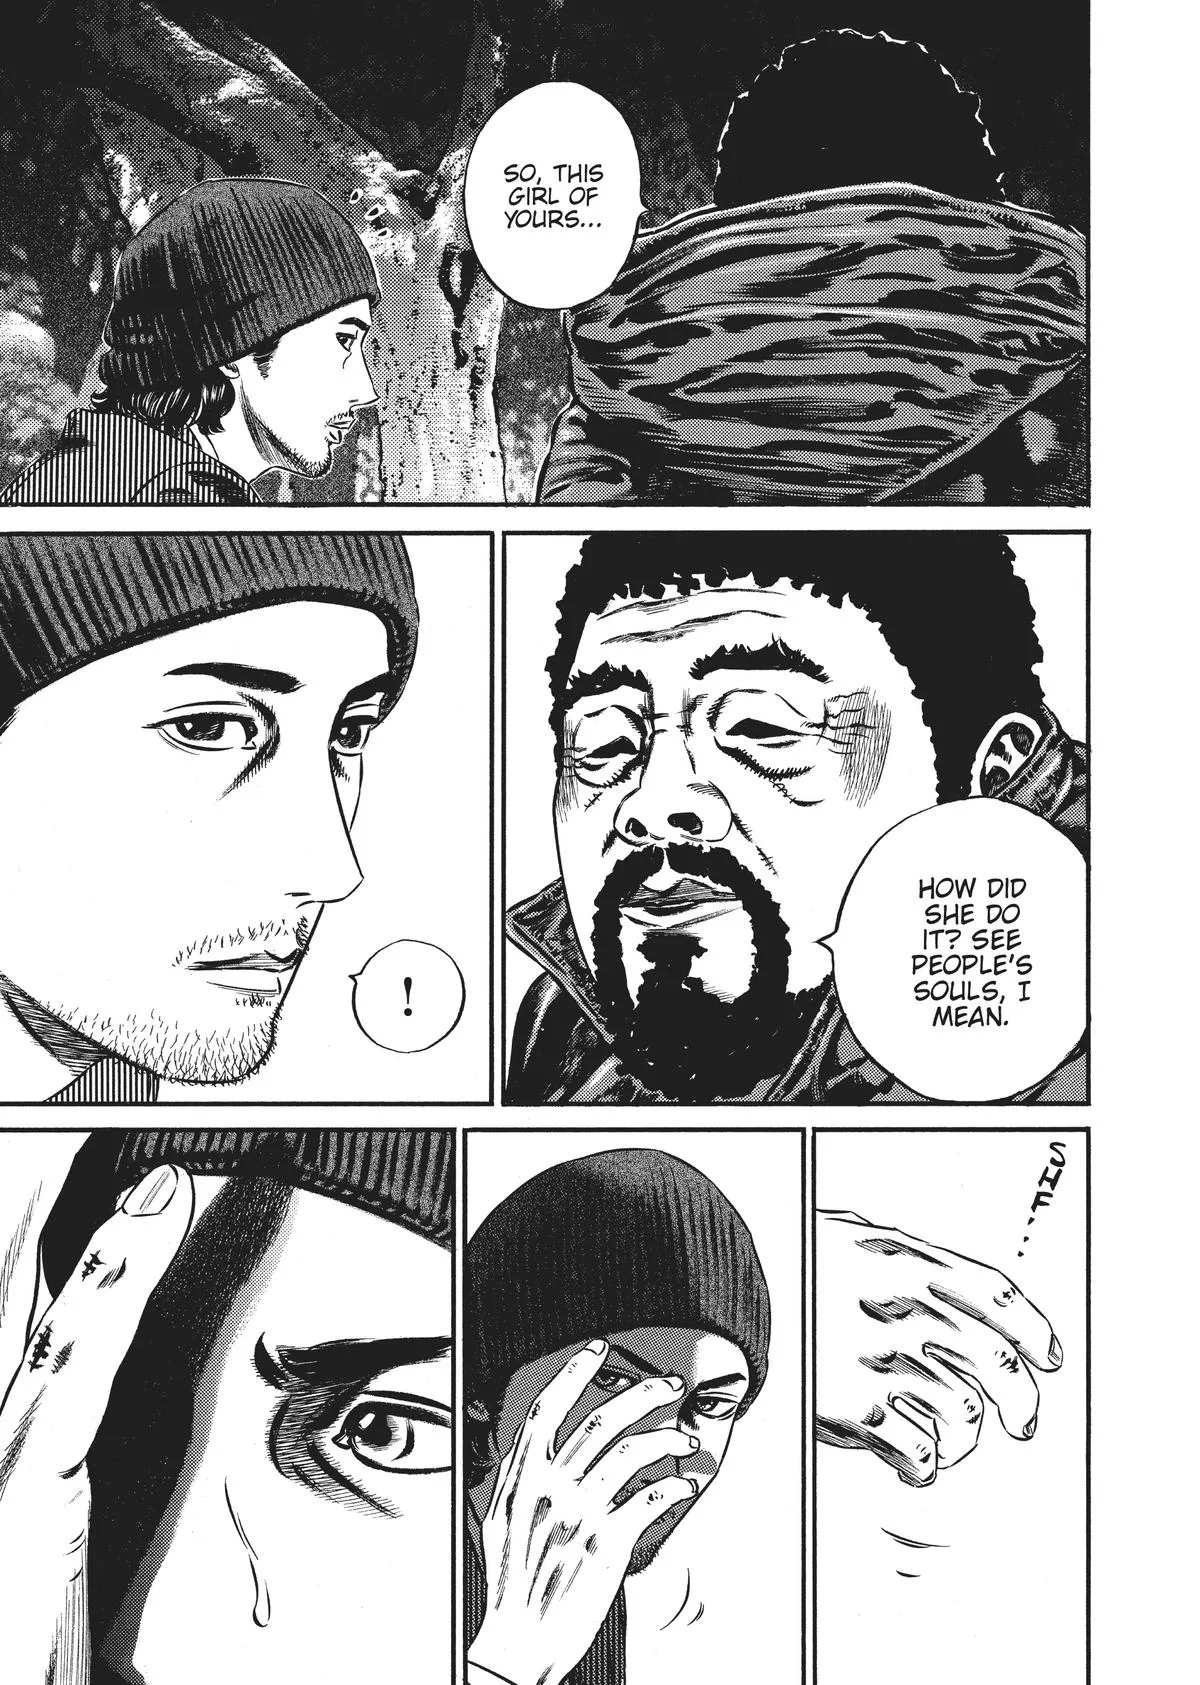 SO, THIS
GIRL OF
YOURS...
HOW DID
SHE DO
IT? SEE
PEOPLE'S
SOULS, I
MEAN.
!
SHF...